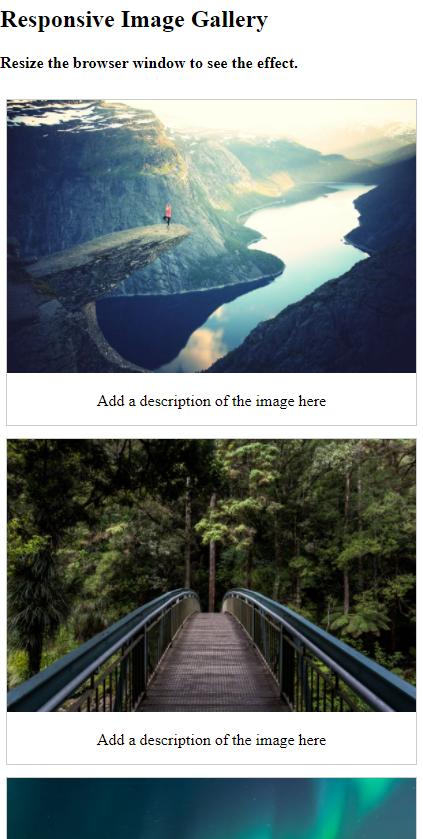 Responsive Image Gallery
Resize the browser window to see the effect.
Add a description of the image here
Add a description of the image here